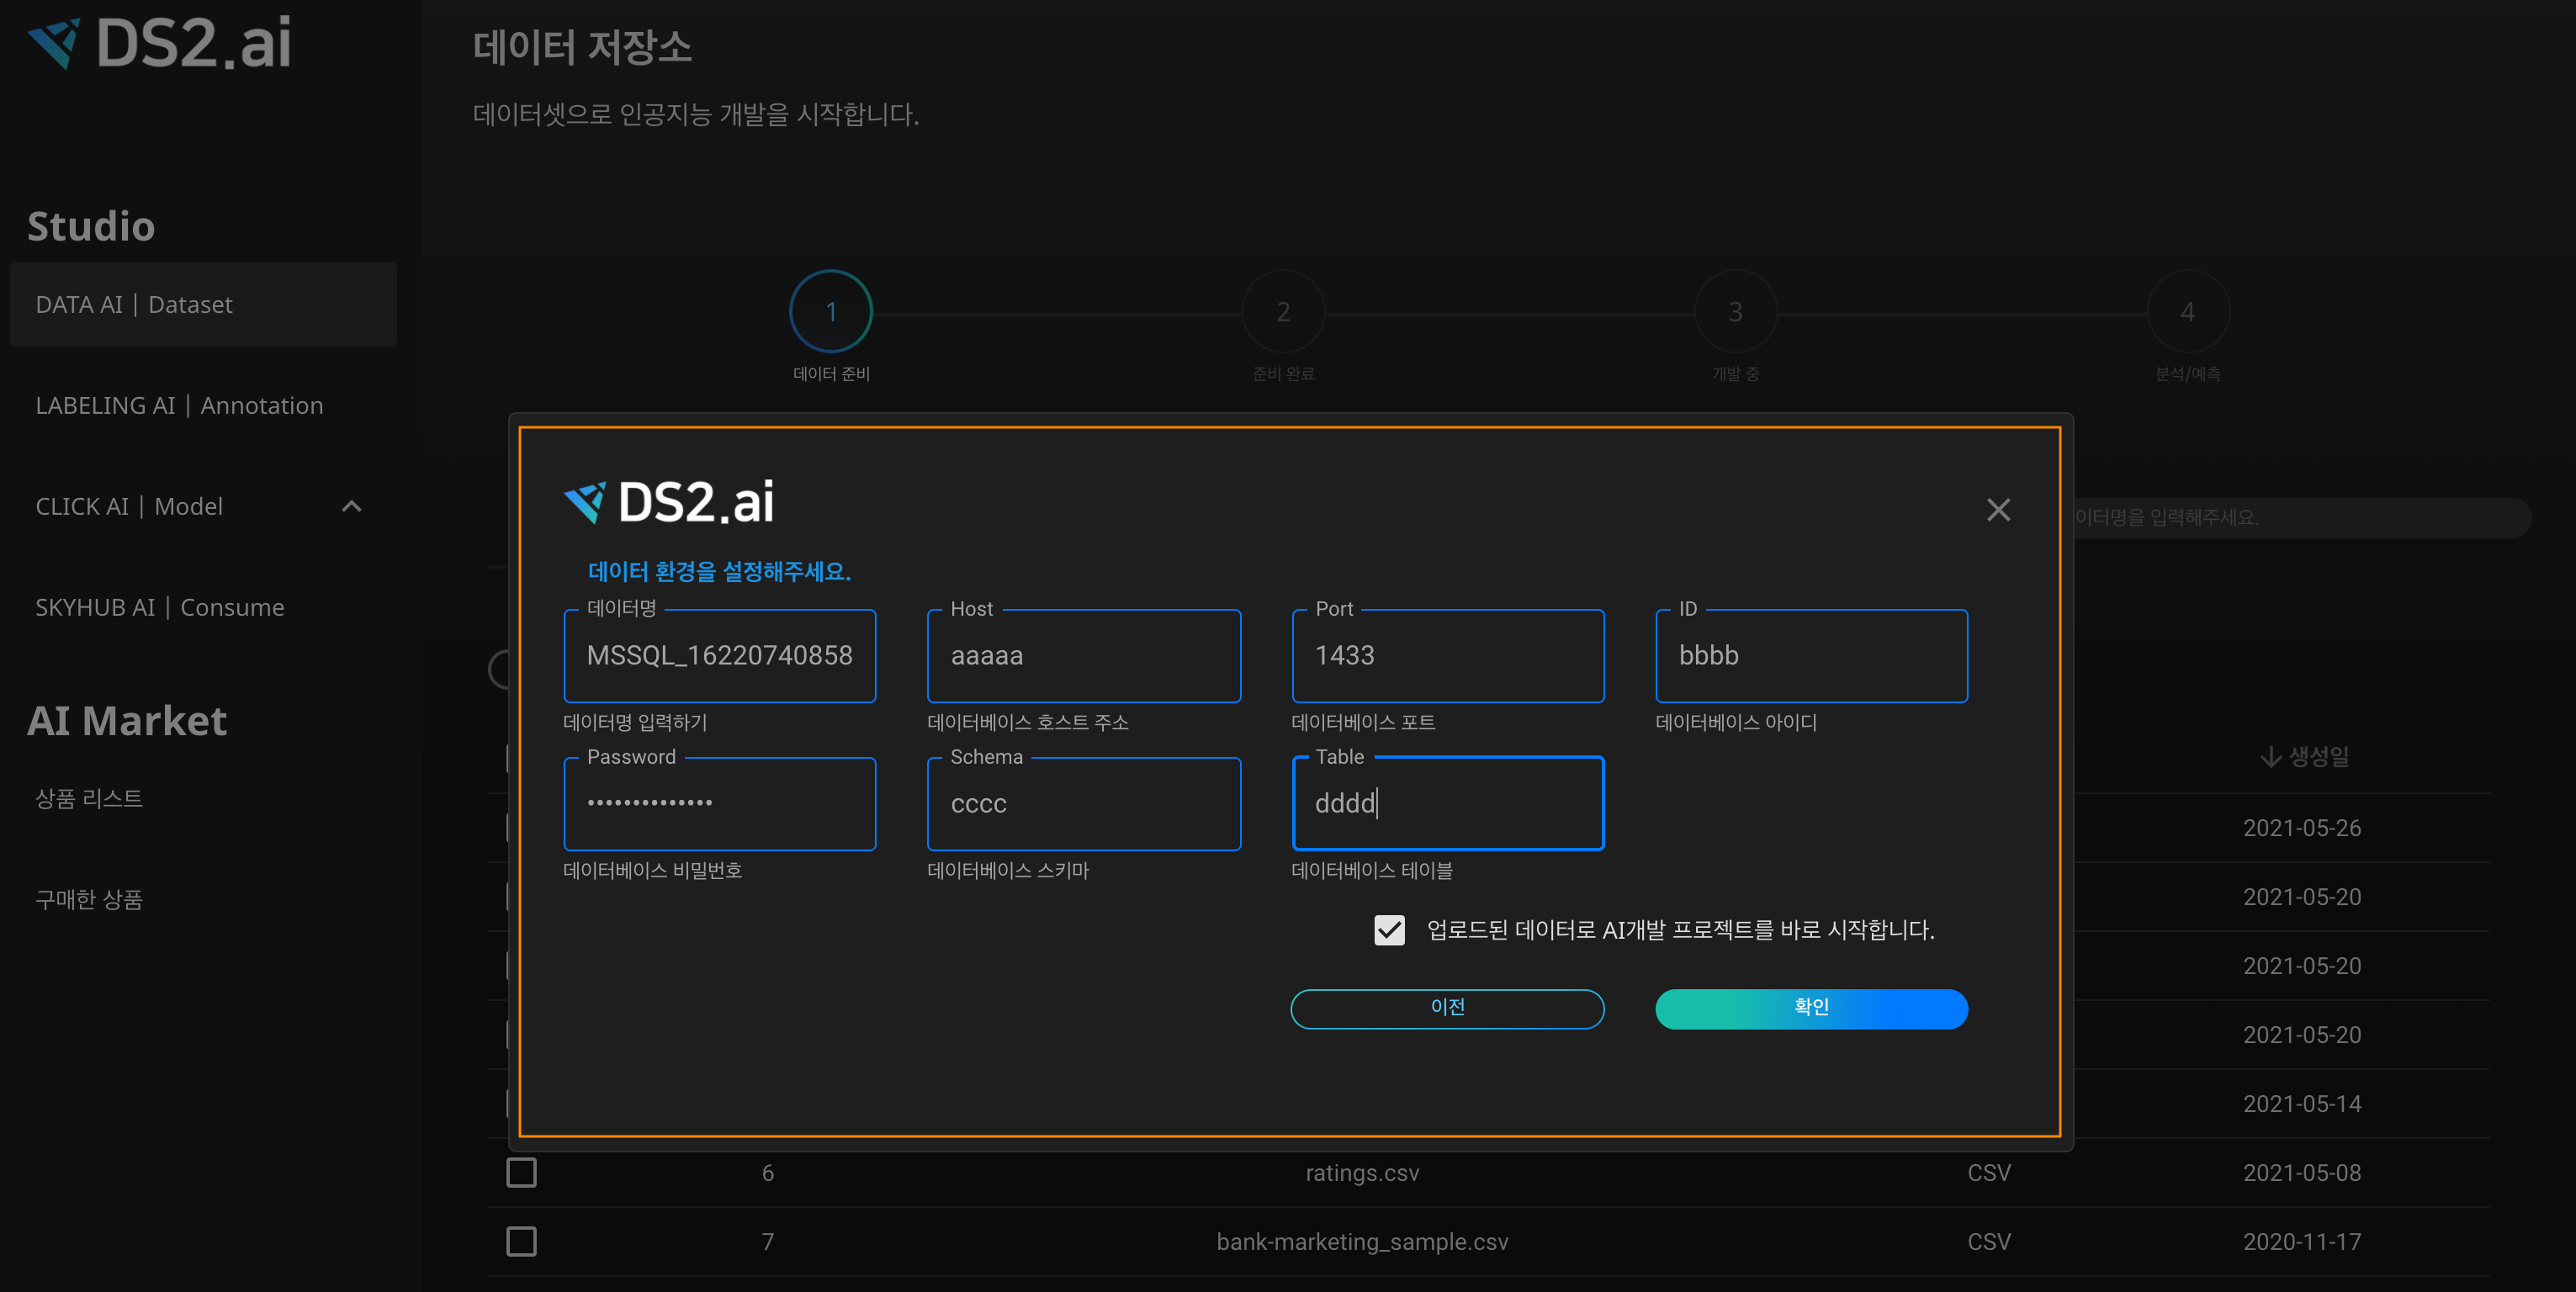 DS2.ai
데이터 저장소
데이터셋으로 인공지능 개발을 시작합니다.
Studio
DATA AI | Dataset
LABELING AI | Annotation
CLICK AI | Model
SKYHUB AI | Consume
AI Market
상품 리스트
구매한 상품
1 2 3 4
데이터 준비 준비 완료 개발 중 분석/예측
이터명을 입력해주세요.
DS2.ai
데이터 환경을 설정해주세요.
데이터명 Host Port ID
MSSQL_16220740858 aaaaa 1433 bbbb
데이터명 입력하기 데이터베이스 호스트 주소 데이터베이스 포트 데이터베이스 아이디
Password Schema Table
•••••••••••••• cccc dddd
데이터베이스 비밀번호 데이터베이스 스키마 데이터베이스 테이블
업로드된 데이터로 AI개발 프로젝트를 바로 시작합니다.
이전 확인
↓ 생성일
2021-05-26
2021-05-20
2021-05-20
2021-05-20
2021-05-14
6 ratings.csv CSV 2021-05-08
7 bank-marketing_sample.csv CSV 2020-11-17